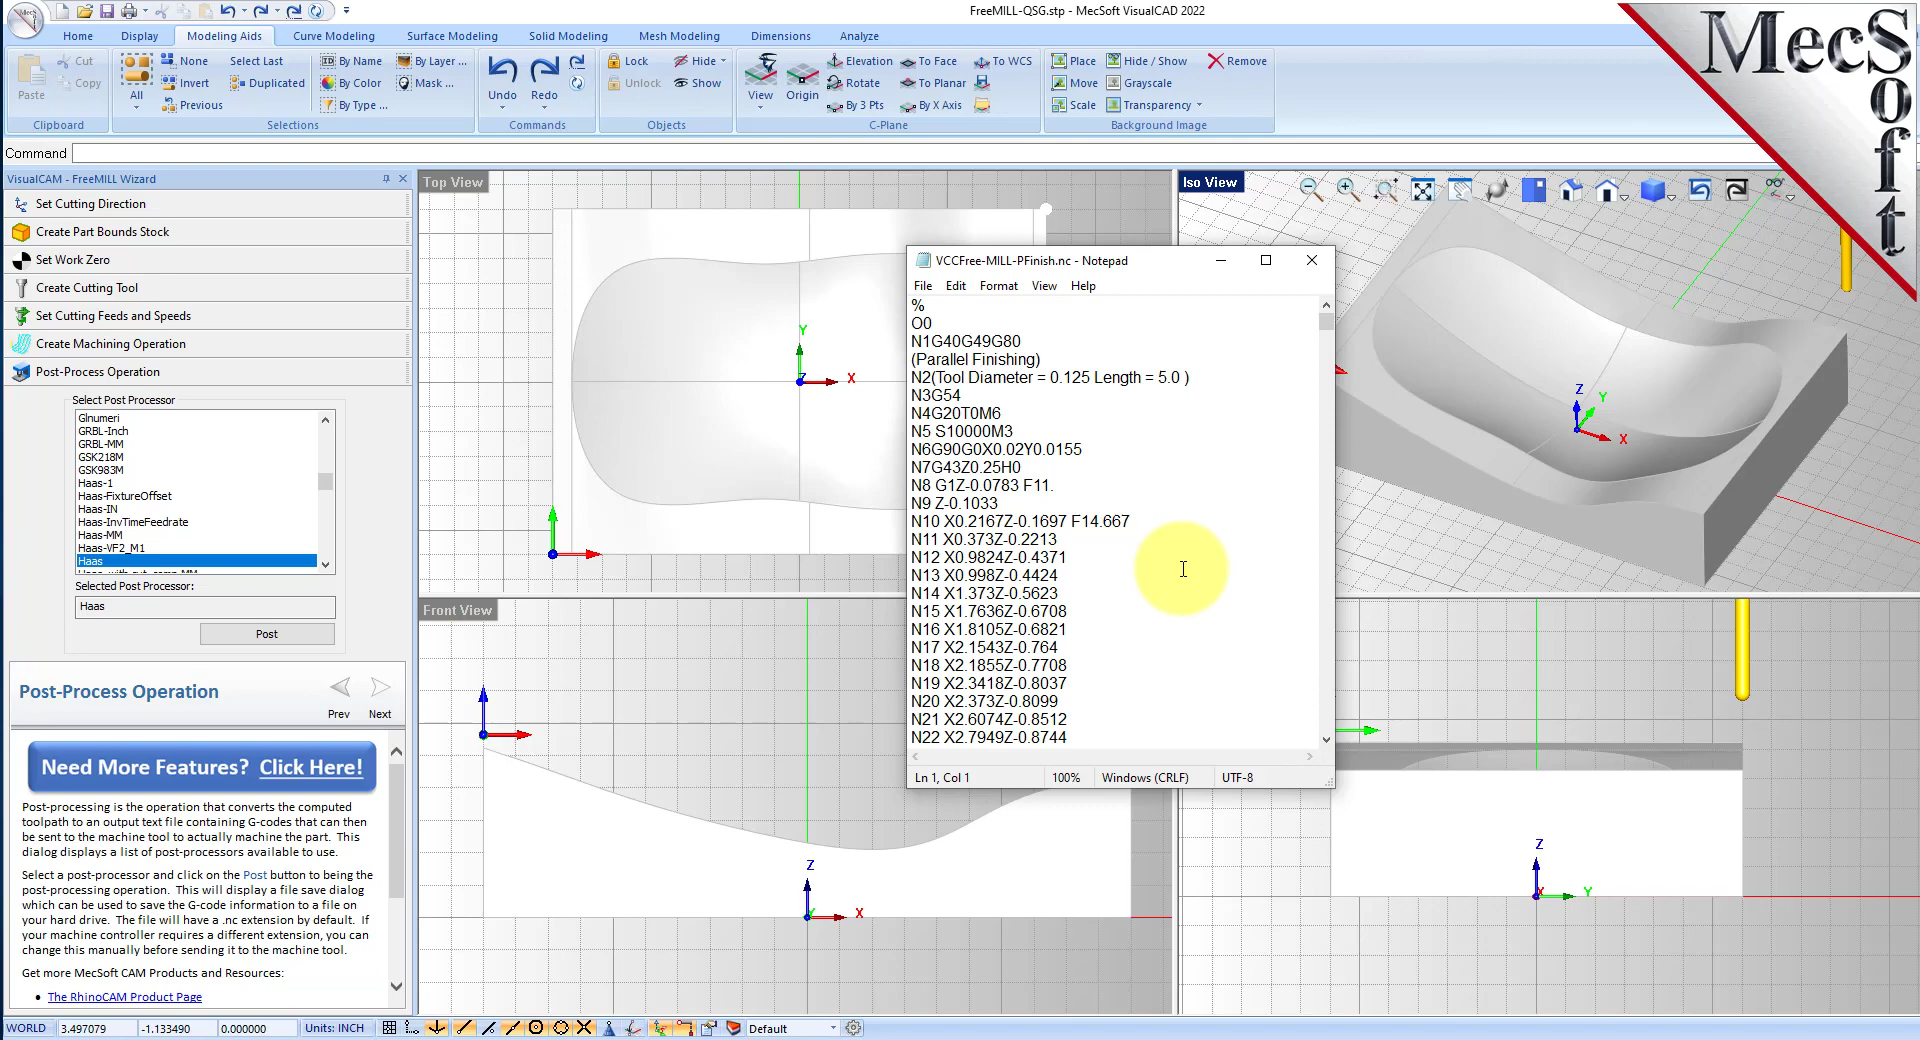 FreeMILL-QSG.stp - MecSoft VisualCAD 2022
MecSoft
Home
Display
Modeling Aids
Curve Modeling
Surface Modeling
Solid Modeling
Mesh Modeling
Dimensions
Analyze
Paste
Cut
Copy
Clipboard
All
None
Invert
Previous
Select Last
Duplicated
By Name
By Color
By Type ...
By Layer ...
Mask ...
Selections
Undo
Redo
Commands
Lock
Unlock
Hide
Show
Objects
View
Origin
Elevation
Rotate
By 3 Pts
To Face
To Planar
By X Axis
To WCS
C-Plane
Place
Move
Scale
Hide / Show
Grayscale
Transparency
Remove
Background Image
Command
VisualCAM - FreeMILL Wizard
Set Cutting Direction
Create Part Bounds Stock
Set Work Zero
Create Cutting Tool
Set Cutting Feeds and Speeds
Create Machining Operation
Post-Process Operation
Select Post Processor
Glnumeri
GRBL-Inch
GRBL-MM
GSK218M
GSK983M
Haas-1
Haas-FixtureOffset
Haas-IN
Haas-InvTimeFeedrate
Haas-MM
Haas-VF2_M1
Haas
Selected Post Processor:
Haas
Post
Post-Process Operation
Prev
Next
Need More Features? Click Here!
Post-processing is the operation that converts the computed
toolpath to an output text file containing G-codes that can then
be sent to the machine tool to actually machine the part. This
dialog displays a list of post-processors available to use.
Select a post-processor and click on the Post button to being the
post-processing operation. This will display a file save dialog
which can be used to save the G-code information to a file on
your hard drive. The file will have a .nc extension by default. If
your machine controller requires a different extension, you can
change this manually before sending it to the machine tool.
Get more MecSoft CAM Products and Resources:
• The RhinoCAM Product Page
Top View
Y
Z
X
Iso View
Z
Y
X
Front View
Z
Y
X
Z
X
Y
VCCFree-MILL-PFinish.nc - Notepad
File
Edit
Format
View
Help
%
O0
N1G40G49G80
(Parallel Finishing)
N2(Tool Diameter = 0.125 Length = 5.0 )
N3G54
N4G20T0M6
N5 S10000M3
N6G90G0X0.02Y0.0155
N7G43Z0.25H0
N8 G1Z-0.0783 F11.
N9 Z-0.1033
N10 X0.2167Z-0.1697 F14.667
N11 X0.373Z-0.2213
N12 X0.9824Z-0.4371
N13 X0.998Z-0.4424
N14 X1.373Z-0.5623
N15 X1.7636Z-0.6708
N16 X1.8105Z-0.6821
N17 X2.1543Z-0.764
N18 X2.1855Z-0.7708
N19 X2.3418Z-0.8037
N20 X2.373Z-0.8099
N21 X2.6074Z-0.8512
N22 X2.7949Z-0.8744
Ln 1, Col 1
100%
Windows (CRLF)
UTF-8
WORLD
3.497079
-1.133490
0.000000
Units: INCH
Default
MecSoft